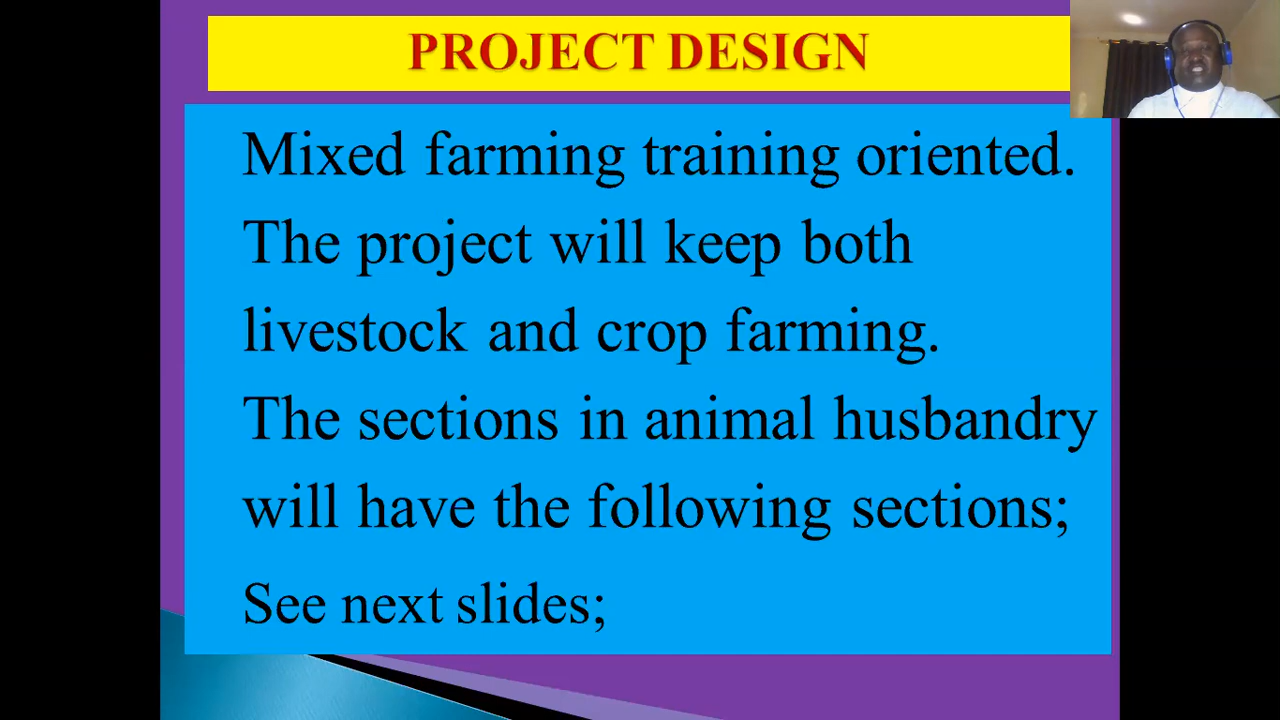 PROJECT DESIGN
Mixed farming training oriented.
The project will keep both
livestock and crop farming.
The sections in animal husbandry
will have the following sections;
See next slides;